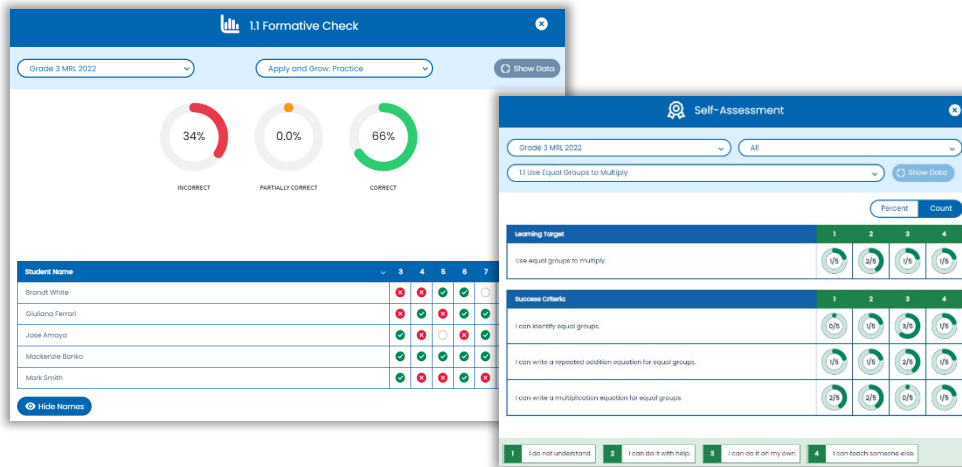 1.1 Formative Check
Grade 3 MRL 2022
Apply and Grow: Practice
Show Data
34%
0.0%
66%
INCORRECT
PARTIALLY CORRECT
CORRECT
Student Name 3 4 5 6 7
Brandt White
Giuliana Ferrari
Jose Amaya
Mackenzie Banko
Mark Smith
Hide Names
Self-Assessment
Grade 3 MRL 2022
All
1.1 Use Equal Groups to Multiply
Show Data
Percent Count
Learning Target 1 2 3 4
Use equal groups to multiply. 1/5 2/5 1/5 1/5
Success Criteria 1 2 3 4
I can identify equal groups. 0/5 1/5 3/5 1/5
I can write a repeated addition equation for equal groups. 1/5 1/5 2/5 1/5
I can write a multiplication equation for equal groups. 2/5 2/5 0/5 1/5
1 I do not understand. 2 I can do it with help. 3 I can do it on my own. 4 I can teach someone else.